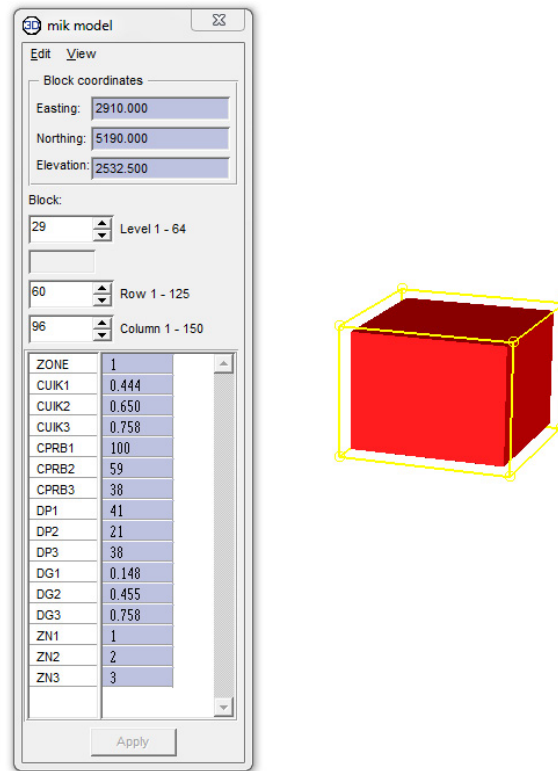 3D mik model
Edit View
Block coordinates
Easting: 2910.000
Northing: 5190.000
Elevation: 2532.500
Block:
29 Level 1 - 64
60 Row 1 - 125
96 Column 1 - 150
ZONE 1
CUIK1 0.444
CUIK2 0.650
CUIK3 0.758
CPRB1 100
CPRB2 59
CPRB3 38
DP1 41
DP2 21
DP3 38
DG1 0.148
DG2 0.455
DG3 0.758
ZN1 1
ZN2 2
ZN3 3
Apply